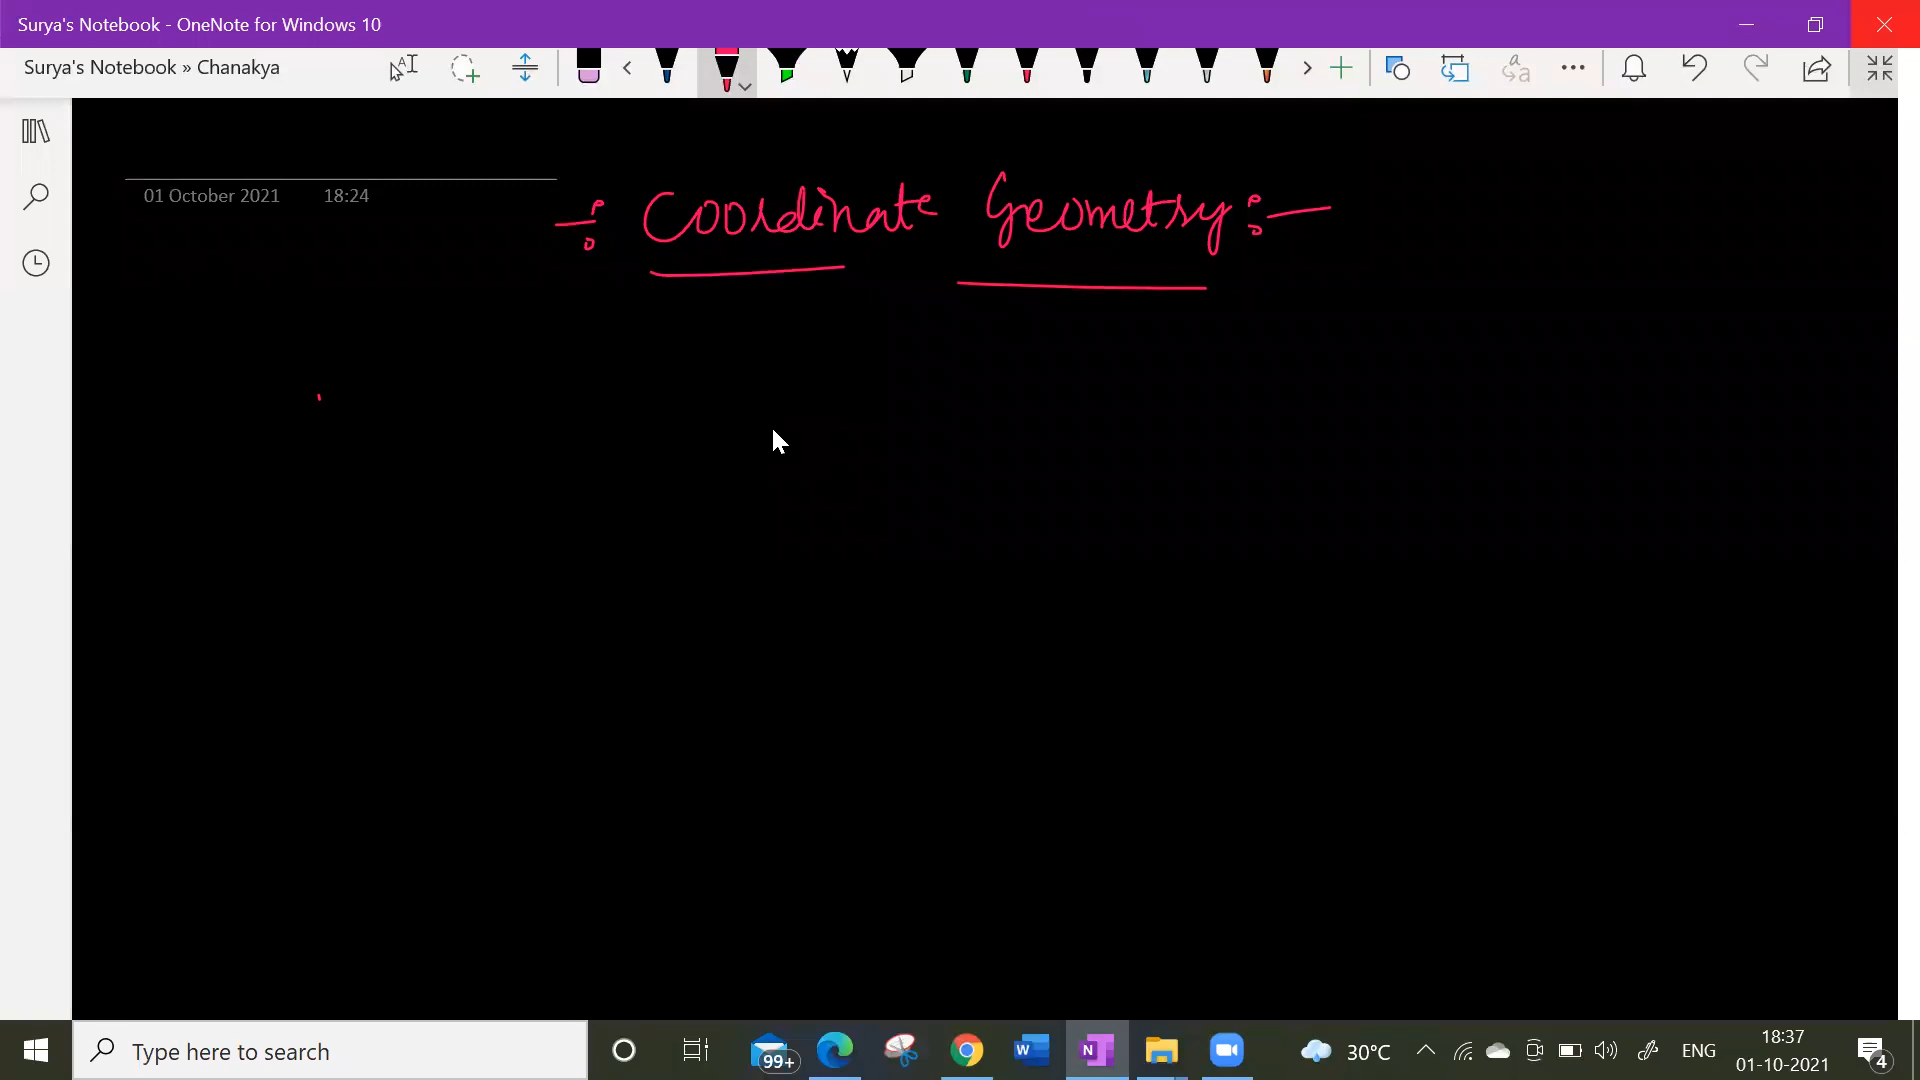 Surya's Notebook - OneNote for Windows 10
Surya's Notebook » Chanakya
01 October 2021 18:24
Coordinate Geometry:-
Type here to search
99+
30°C
ENG
18:37
01-10-2021
4